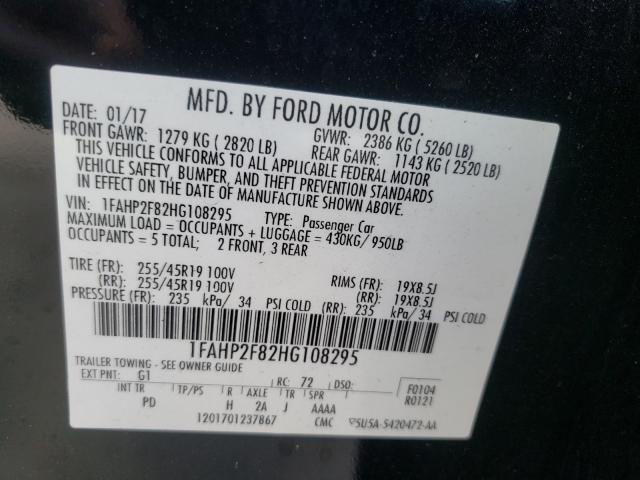 MFD. BY FORD MOTOR CO.
DATE: 01/17 GVWR: 2386 KG ( 5260 LB)
FRONT GAWR: 1279 KG ( 2820 LB) REAR GAWR: 1143 KG ( 2520 LB)
THIS VEHICLE CONFORMS TO ALL APPLICABLE FEDERAL MOTOR
VEHICLE SAFETY, BUMPER, AND THEFT PREVENTION STANDARDS
IN EFFECT ON THE DATE OF MANUFACTURE SHOWN ABOVE.
VIN: 1FAHP2F82HG108295 TYPE: Passenger Car
MAXIMUM LOAD = OCCUPANTS + LUGGAGE = 430KG/ 950LB
OCCUPANTS = 5 TOTAL; 2 FRONT, 3 REAR
TIRE (FR): 255/45R19 100V RIMS (FR): 19X8.5J
(RR): 255/45R19 100V (RR): 19X8.5J
PRESSURE (FR): 235 kPa/ 34 PSI COLD (RR): 235 kPa/ 34 PSI COLD
1FAHP2F82HG108295
TRAILER TOWING - SEE OWNER GUIDE
EXT PNT: G1 RC: 72 DSO: F0104
INT TR TP/PS R AXLE TR SPR R0121
PD H 2A J AAAA
1201701237867 CMC 5U5A-5420472-AA